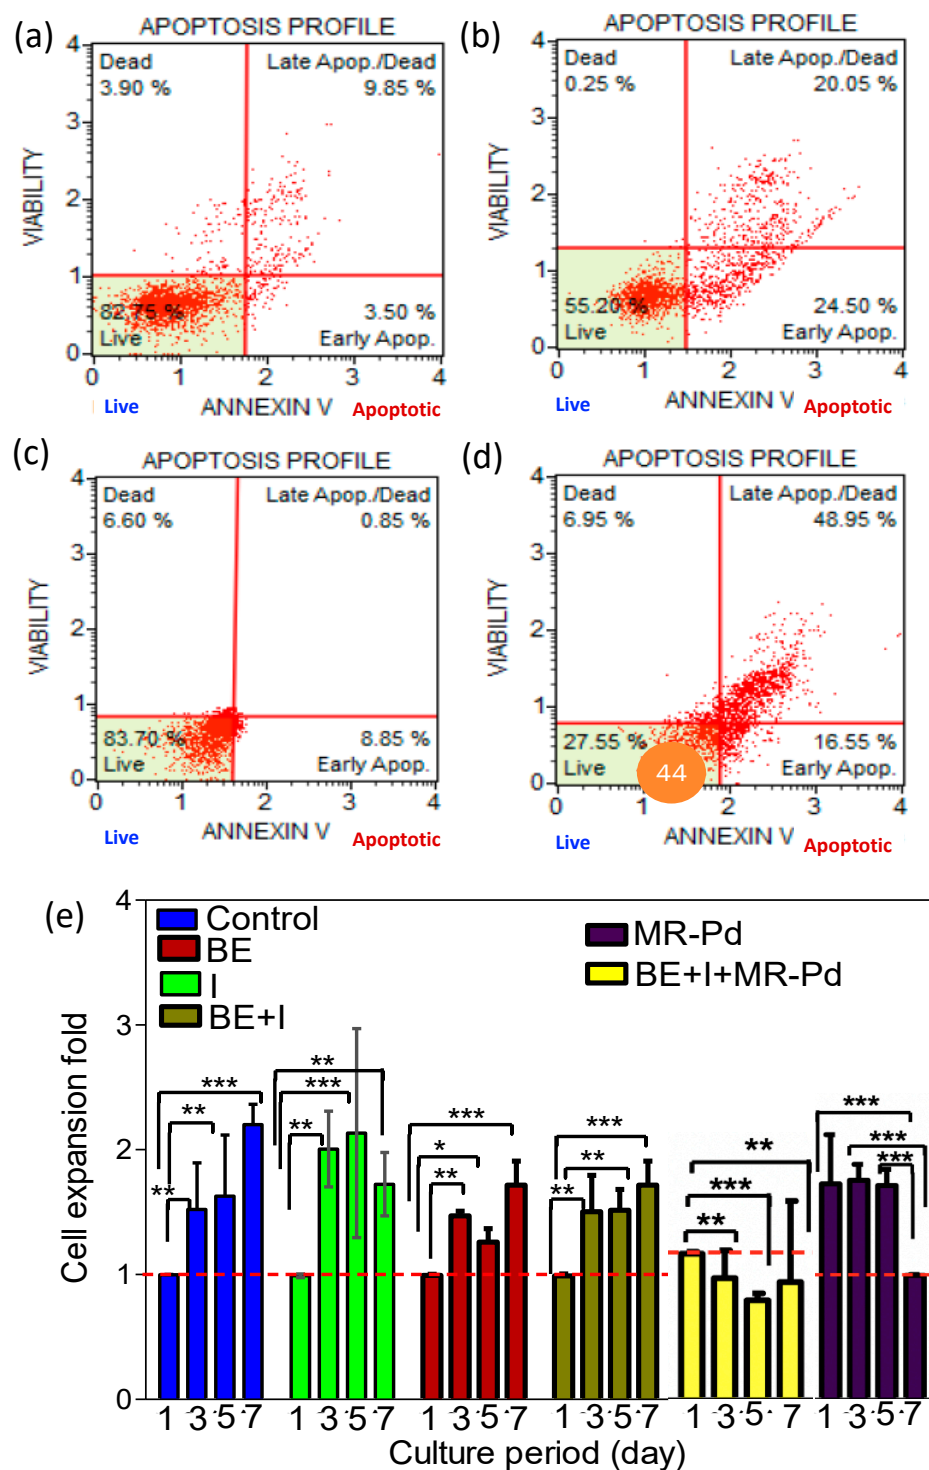 (a)
APOPTOSIS PROFILE
Dead
3.90 %
Late Apop./Dead
9.85 %
82.75 %
Live
3.50 %
Early Apop.
VIABILITY
4
3
2
1
0
0 1 2 3 4
Live
ANNEXIN V
Apoptotic
(b)
APOPTOSIS PROFILE
Dead
0.25 %
Late Apop./Dead
20.05 %
55.20 %
Live
24.50 %
Early Apop.
VIABILITY
4
3
2
1
0
0 1 2 3 4
Live
ANNEXIN V
Apoptotic
(c)
APOPTOSIS PROFILE
Dead
6.60 %
Late Apop./Dead
0.85 %
83.70 %
Live
8.85 %
Early Apop.
VIABILITY
4
3
2
1
0
0 1 2 3 4
Live
ANNEXIN V
Apoptotic
(d)
APOPTOSIS PROFILE
Dead
6.95 %
Late Apop./Dead
48.95 %
27.55 %
Live
44
16.55 %
Early Apop.
VIABILITY
4
3
2
1
0
0 1 2 3 4
Live
ANNEXIN V
Apoptotic
(e)
Control
BE
I
BE+I
MR-Pd
BE+I+MR-Pd
Cell expansion fold
4
3
2
1
0
***
**
**
**
***
**
***
*
**
***
**
**
**
***
**
***
***
***
1 3 5 7 1 3 5 7 1 3 5 7 1 3 5 7 1 3 5 7 1 3 5 7
Culture period (day)